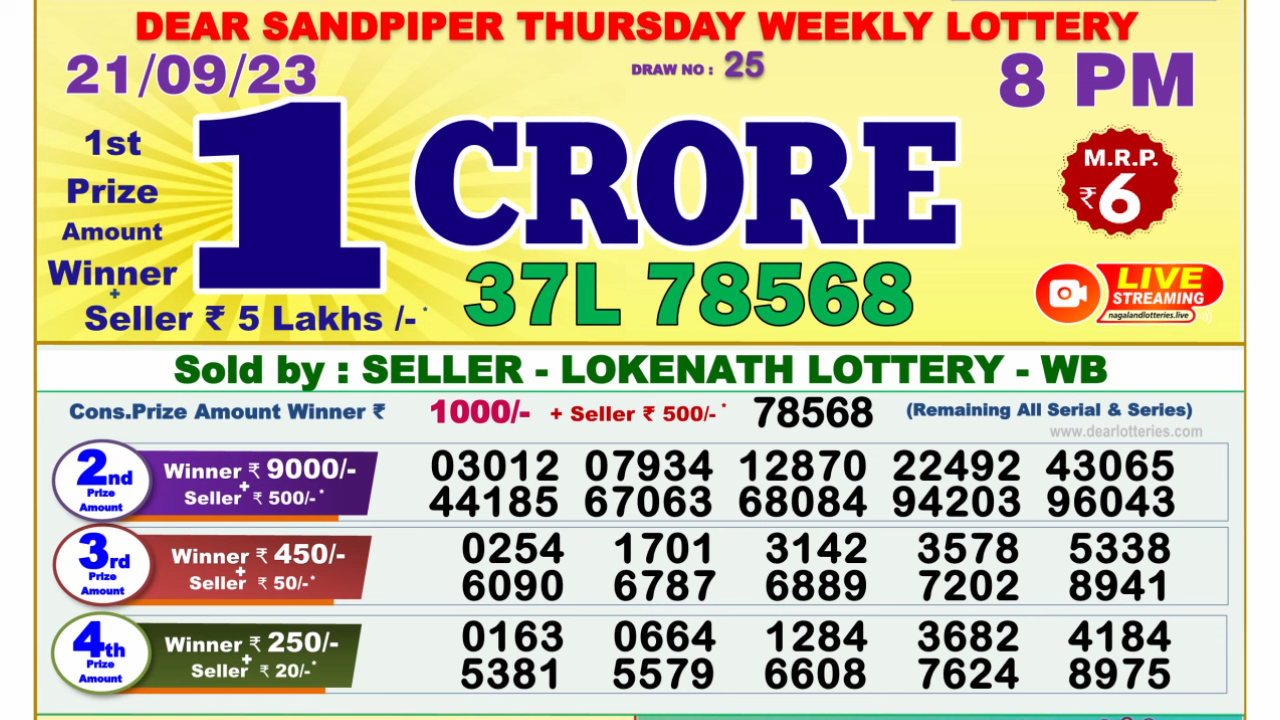 DEAR SANDPIPER THURSDAY WEEKLY LOTTERY
21/09/23
DRAW NO : 25
8 PM
1st
Prize
Amount
Winner
+
Seller ₹ 5 Lakhs /-*
1 CRORE
37L 78568
M.R.P.
₹6
LIVE
STREAMING
nagalandlotteries.live
Sold by : SELLER - LOKENATH LOTTERY - WB
Cons.Prize Amount Winner ₹ 1000/- + Seller ₹ 500/-* 78568 (Remaining All Serial & Series)
www.dearlotteries.com
2nd
Prize
Amount
Winner ₹ 9000/-
+
Seller ₹ 500/-*
03012 07934 12870 22492 43065
44185 67063 68084 94203 96043
3rd
Prize
Amount
Winner ₹ 450/-
+
Seller ₹ 50/-*
0254 1701 3142 3578 5338
6090 6787 6889 7202 8941
4th
Prize
Amount
Winner ₹ 250/-
+
Seller ₹ 20/-*
0163 0664 1284 3682 4184
5381 5579 6608 7624 8975